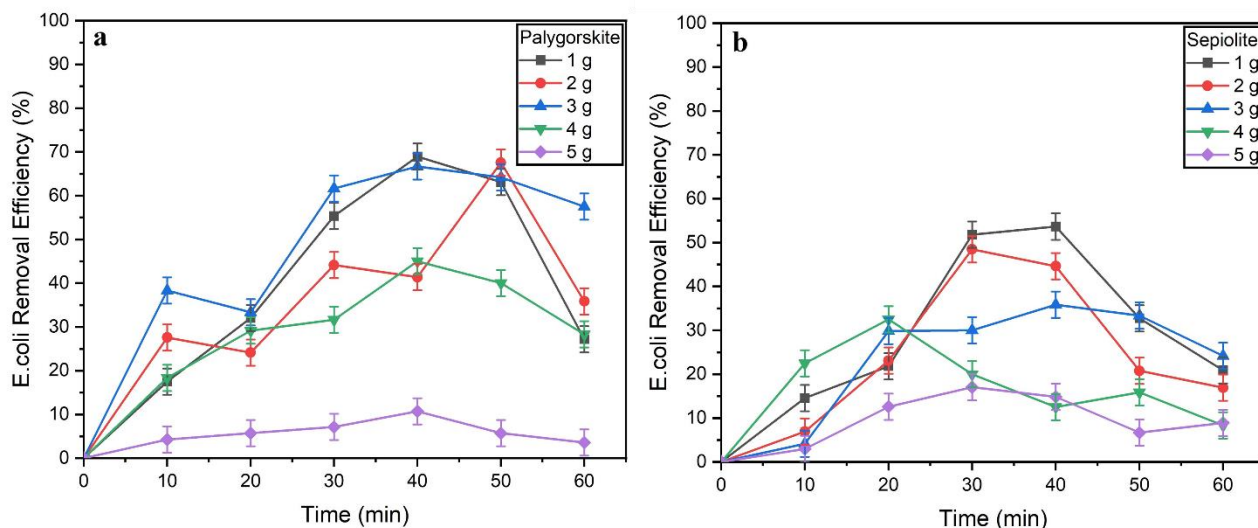 a
Palygorskite
1 g
2 g
3 g
4 g
5 g
E.coli Removal Efficiency (%)
100
90
80
70
60
50
40
30
20
10
0
0 10 20 30 40 50 60
Time (min)
b
Sepiolite
1 g
2 g
3 g
4 g
5 g
E.coli Removal Efficiency (%)
100
90
80
70
60
50
40
30
20
10
0
0 10 20 30 40 50 60
Time (min)